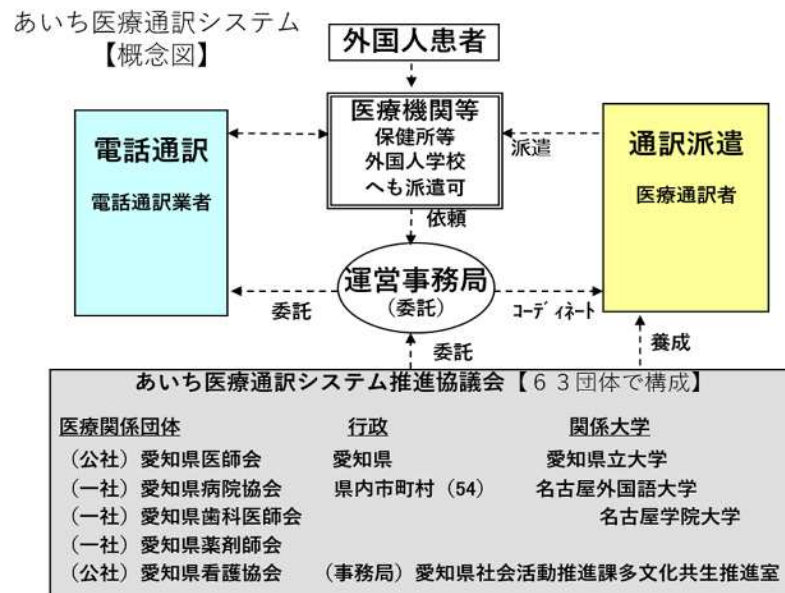 あいち医療通訳システム
【概念図】
外国人患者
医療機関等
保健所等
外国人学校
へも派遣可
電話通訳
電話通訳業者
派遣
通訳派遣
医療通訳者
依頼
運営事務局
(委託)
委託
コーディネート
委託
養成
あいち医療通訳システム推進協議会【63団体で構成】
医療関係団体 行政 関係大学
(公社)愛知県医師会 愛知県 愛知県立大学
(一社)愛知県病院協会 県内市町村(54) 名古屋外国語大学
(一社)愛知県歯科医師会 名古屋学院大学
(一社)愛知県薬剤師会
(公社)愛知県看護協会 (事務局)愛知県社会活動推進課多文化共生推進室